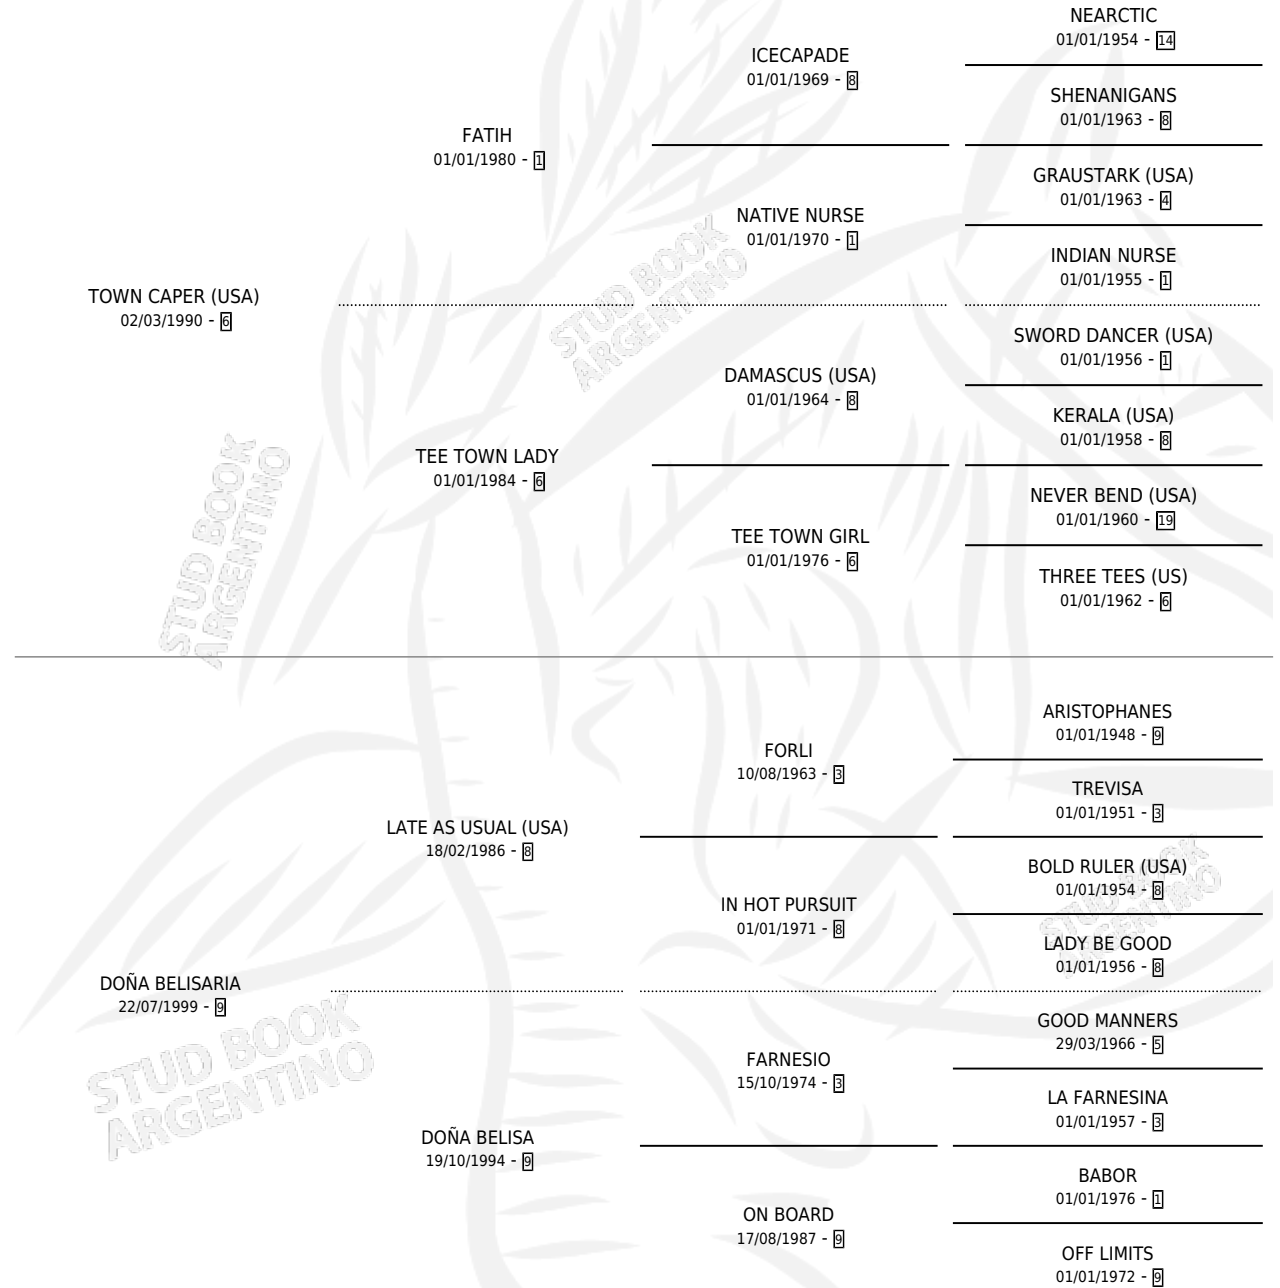 NEARCTIC
01/01/1954 - 14
ICECAPADE
01/01/1969 - 8
SHENANIGANS
01/01/1963 - 8
FATIH
01/01/1980 - 1
GRAUSTARK (USA)
01/01/1963 - 4
NATIVE NURSE
01/01/1970 - 1
INDIAN NURSE
01/01/1955 - 1
TOWN CAPER (USA)
02/03/1990 - 6
SWORD DANCER (USA)
01/01/1956 - 1
DAMASCUS (USA)
01/01/1964 - 8
KERALA (USA)
01/01/1958 - 8
TEE TOWN LADY
01/01/1984 - 6
NEVER BEND (USA)
01/01/1960 - 19
TEE TOWN GIRL
01/01/1976 - 6
THREE TEES (US)
01/01/1962 - 6
ARISTOPHANES
01/01/1948 - 9
FORLI
10/08/1963 - 3
TREVISA
01/01/1951 - 3
LATE AS USUAL (USA)
18/02/1986 - 8
BOLD RULER (USA)
01/01/1954 - 8
IN HOT PURSUIT
01/01/1971 - 8
LADY BE GOOD
01/01/1956 - 8
DOÑA BELISARIA
22/07/1999 - 9
GOOD MANNERS
29/03/1966 - 5
FARNESIO
15/10/1974 - 3
LA FARNESINA
01/01/1957 - 3
DOÑA BELISA
19/10/1994 - 9
BABOR
01/01/1976 - 1
ON BOARD
17/08/1987 - 9
OFF LIMITS
01/01/1972 - 9
STUD BOOK
ARGENTINO
STUD BOOK
ARGENTINO
STUD BOOK
ARGENTINO
STUD BOOK
ARGENTINO